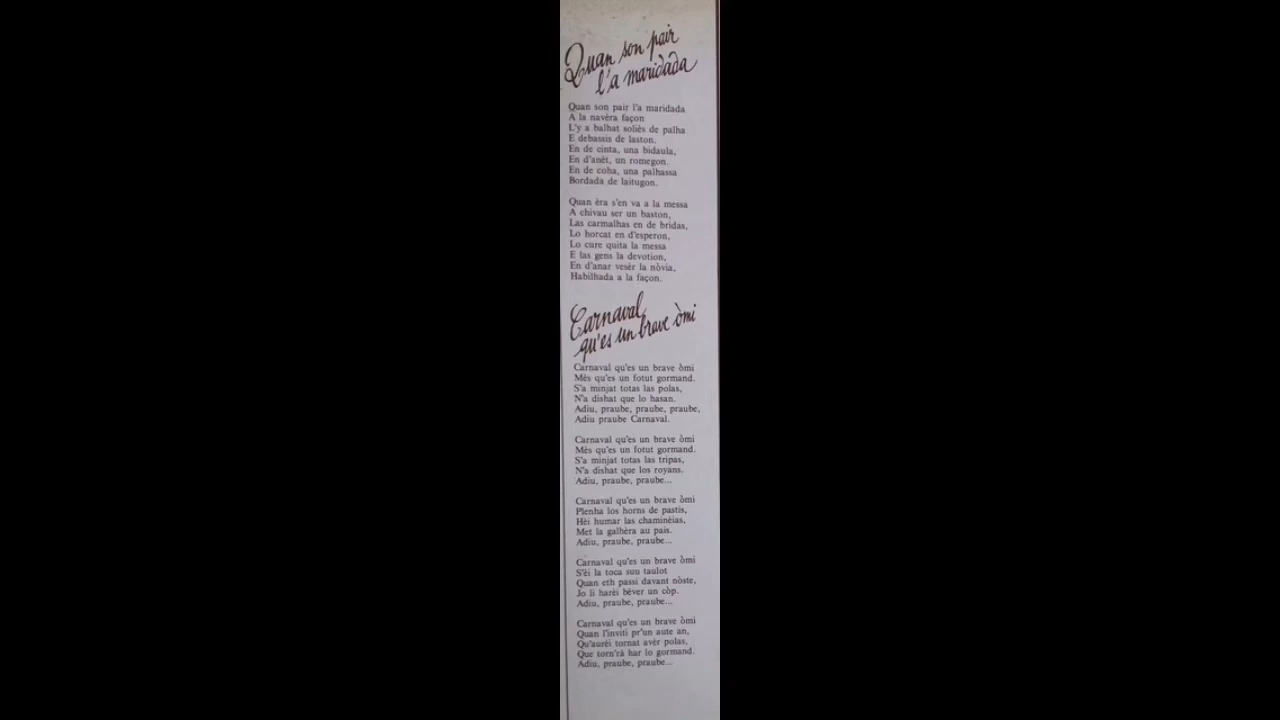 Quan son pair
l'a maridada
Quan son pair l'a maridada
A la navèra façon
L'y a balhat soliès de palha
E debassis de laston.
En de cinta, una bidaula,
En d'anèt, un romegon.
En de coha, una palhassa
Bordada de laitugon.
Quan èra s'en va a la messa
A chivau ser un baston,
Las carmalhas en de bridas,
Lo horcat en d'esperon,
Lo cure quita la messa
E las gens la devotion,
En d'anar vesèr la nòvia,
Habilhada a la façon.
Carnaval
qu'es un brave òmi
Carnaval qu'es un brave òmi
Mès qu'es un fotut gormand.
S'a minjat totas las polas,
N'a dishat que lo hasan.
Adiu, praube, praube, praube,
Adiu praube Carnaval.
Carnaval qu'es un brave òmi
Mès qu'es un fotut gormand.
S'a minjat totas las tripas,
N'a dishat que los royans.
Adiu, praube, praube...
Carnaval qu'es un brave òmi
Plenha los horns de pastis,
Hèi humar las chaminèias,
Met la galhèra au pais.
Adiu, praube, praube...
Carnaval qu'es un brave òmi
S'èi la toca suu taulot
Quan eth passi davant nòste,
Jo li harèi bèver un còp.
Adiu, praube, praube...
Carnaval qu'es un brave òmi
Quan l'inviti pr'un aute an,
Qu'aurèi tornat avér polas,
Que torn'rà har lo gormand.
Adiu, praube, praube...